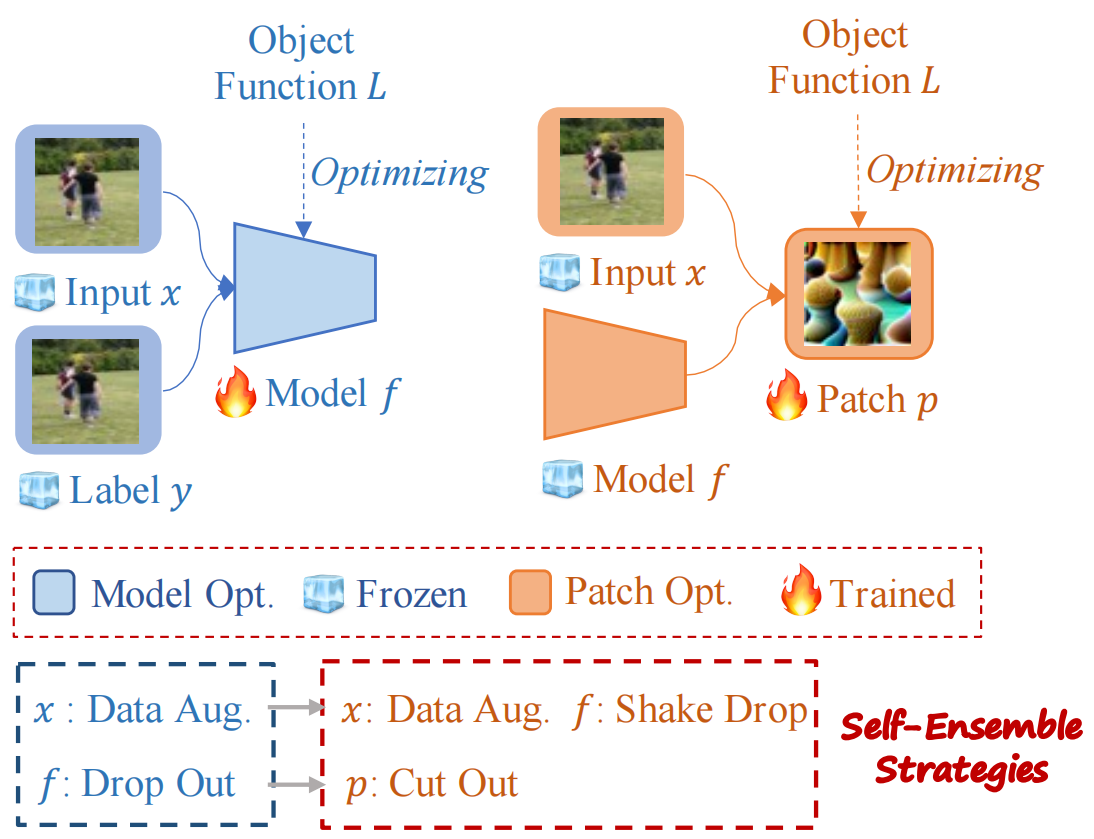 Object
Function L
Optimizing
Input x
Model f
Label y
Object
Function L
Optimizing
Input x
Patch p
Model f
Model Opt.
Frozen
Patch Opt.
Trained
x : Data Aug.
f: Drop Out
x: Data Aug. f: Shake Drop
p: Cut Out
Self-Ensemble
Strategies